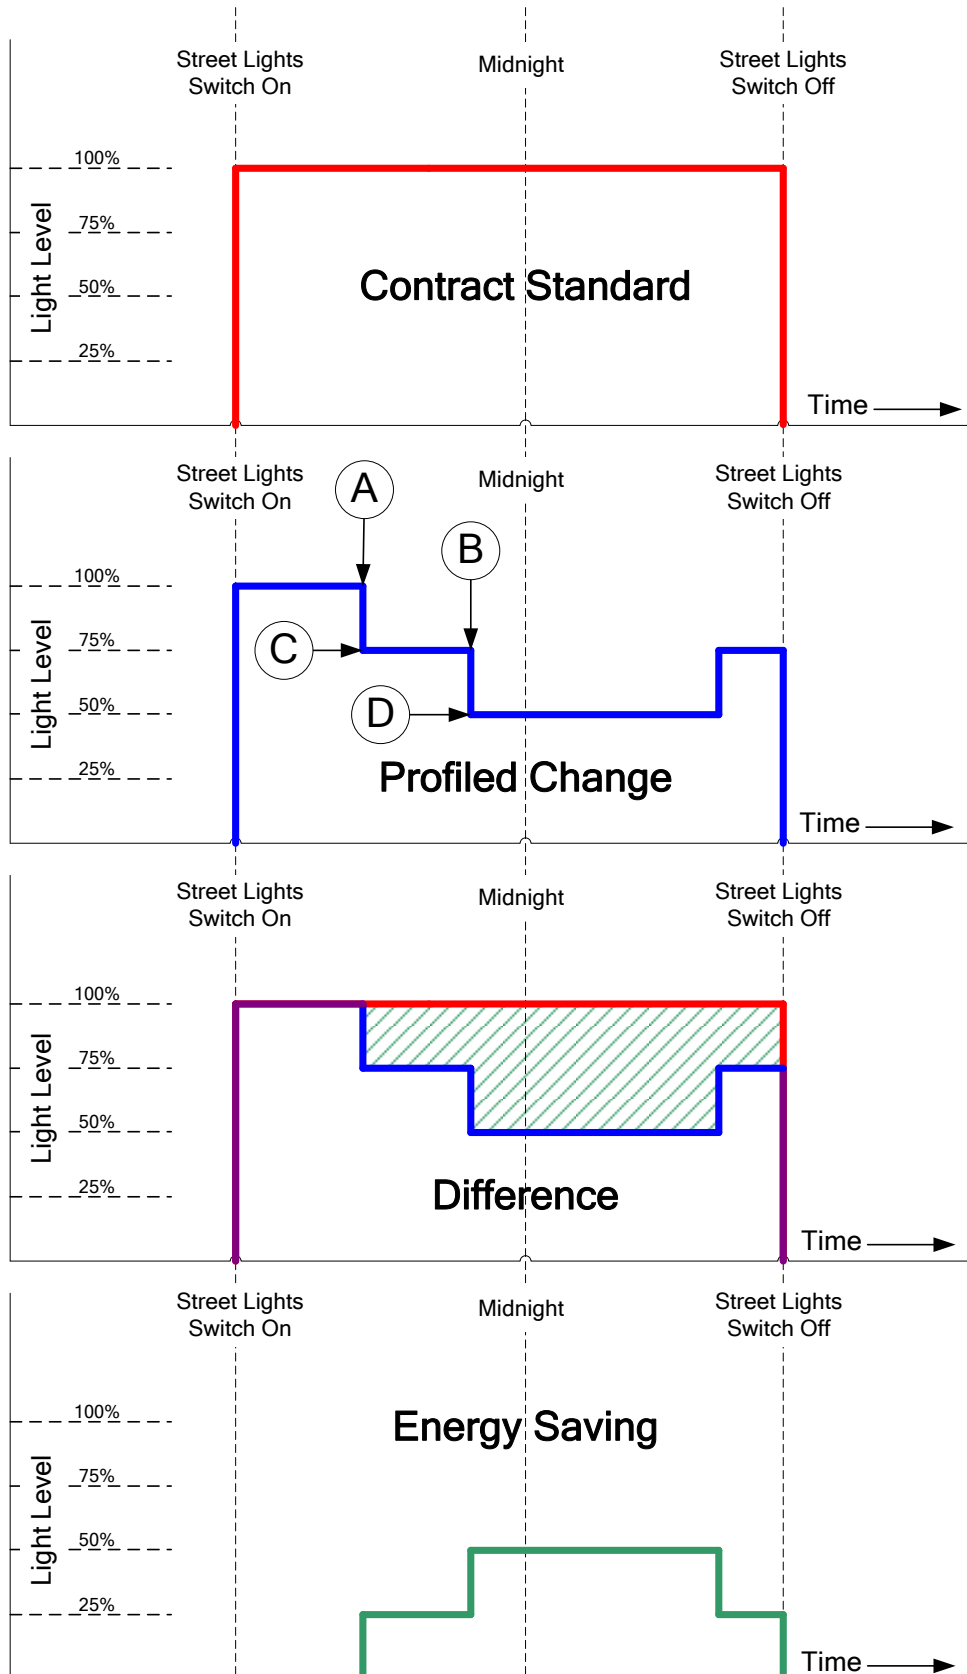 Street Lights
Switch On
Midnight
Street Lights
Switch Off
100%
75%
50%
25%
Light Level
Contract Standard
Time
Street Lights
Switch On
A
Midnight
Street Lights
Switch Off
B
100%
75%
50%
25%
Light Level
C
D
Profiled Change
Time
Street Lights
Switch On
Midnight
Street Lights
Switch Off
100%
75%
50%
25%
Light Level
Difference
Time
Street Lights
Switch On
Midnight
Street Lights
Switch Off
100%
75%
50%
25%
Light Level
Energy Saving
Time